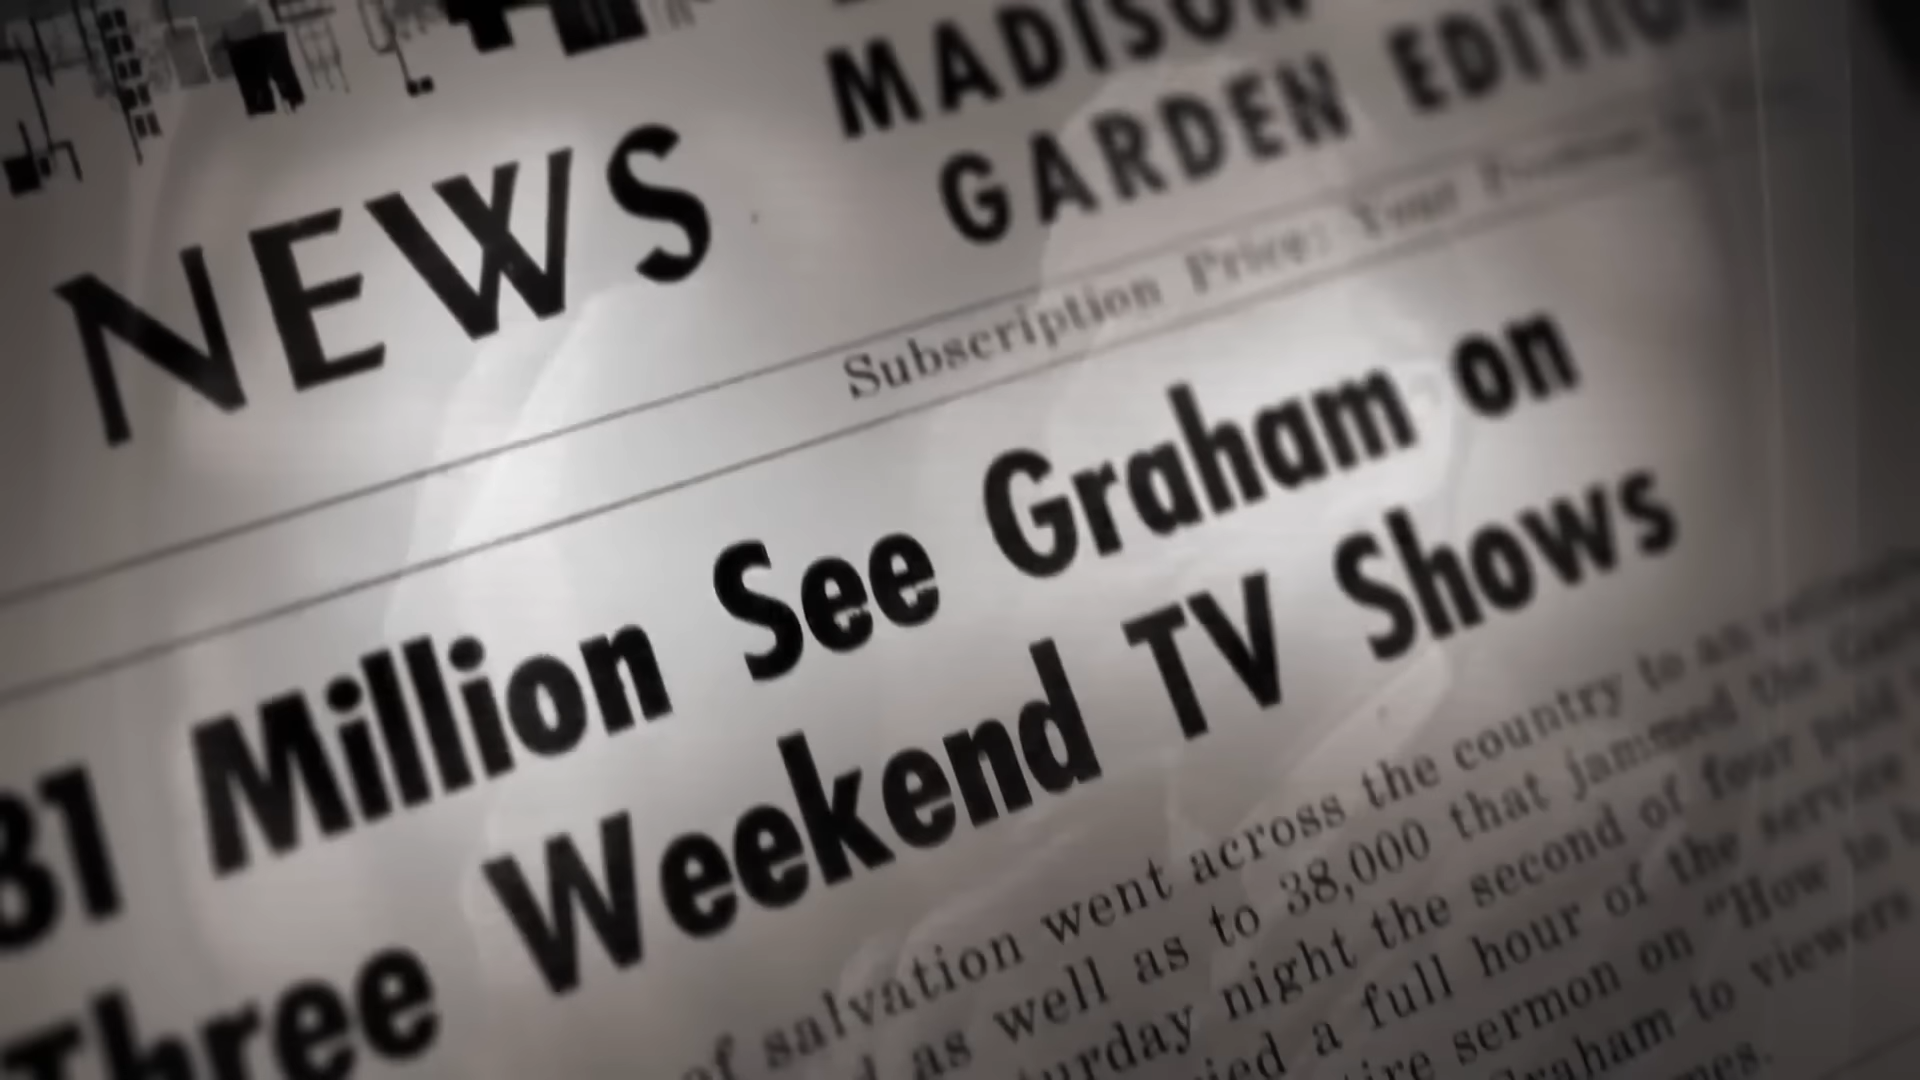 NEWS
MADISON
GARDEN EDITION
Subscription Price: Your
81 Million See Graham on
Three Weekend TV Shows
of salvation went across the country to an
as well as to 38,000 that jammed the
night the second of four paid
a full hour of the service
sermon on "How to
Graham to viewers